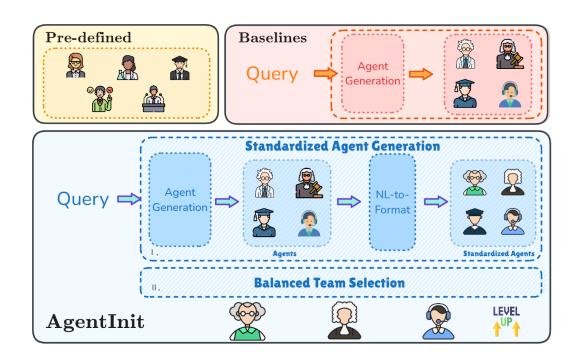 Pre-defined
Baselines
Query
Agent
Generation
Standardized Agent Generation
Query
Agent
Generation
NL-to-
Format
I.
Agents
Standardized Agents
II.
Balanced Team Selection
AgentInit
LEVEL
UP